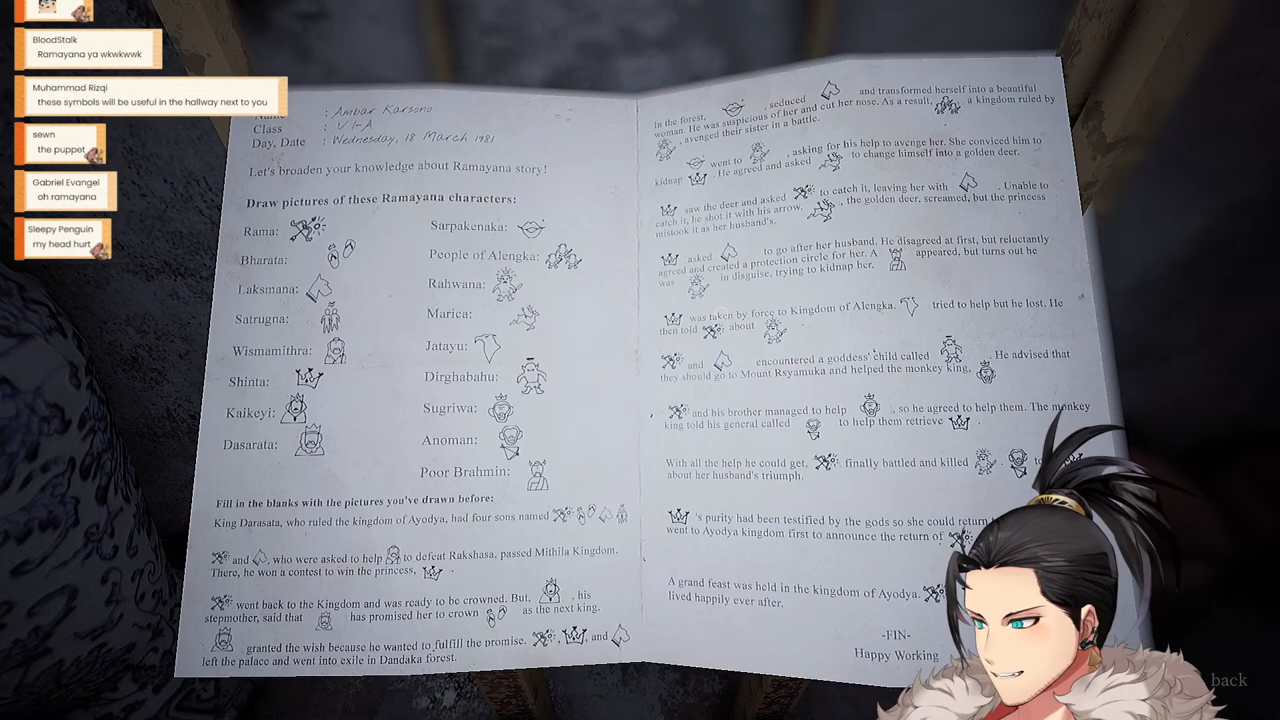 BloodStalk
Ramayana ya wkwkwwk
Muhammad Rizqi
these symbols will be useful in the hallway next to you
sewn
the puppet
Gabriel Evangel
oh ramayana
Sleepy Penguin
my head hurt
: Ambar Karsono
Class : VI-A
Day, Date : Wednesday, 18 March 1981
Let's broaden your knowledge about Ramayana story!
Draw pictures of these Ramayana characters:
Rama:
Bharata:
Laksmana:
Satrugna:
Wismamithra:
Shinta:
Kaikeyi:
Dasarata:
Sarpakenaka:
People of Alengka:
Rahwana:
Marica:
Jatayu:
Dirghabahu:
Sugriwa:
Anoman:
Poor Brahmin:
Fill in the blanks with the pictures you've drawn before:
King Darasata, who ruled the kingdom of Ayodya, had four sons named
and , who were asked to help to defeat Rakshasa, passed Mithila Kingdom.
There, he won a contest to win the princess, .
went back to the Kingdom and was ready to be crowned. But, , his
stepmother, said that has promised her to crown as the next king.
granted the wish because he wanted to fulfill the promise. , , and
left the palace and went into exile in Dandaka forest.
In the forest, seduced and transformed herself into a beautiful
woman. He was suspicious of her and cut her nose. As a result, a kingdom ruled by
, avenged their sister in a battle.
went to , asking for his help to avenge her. She conviced him to
kidnap . He agreed and asked to change himself into a golden deer.
saw the deer and asked to catch it, leaving her with . Unable to
catch it, he shot it with his arrow. , the golden deer, screamed, but the princess
mistook it as her husband's.
asked to go after her husband. He disagreed at first, but reluctantly
agreed and created a protection circle for her. A appeared, but turns out he
was in disguise, trying to kidnap her.
was taken by force to Kingdom of Alengka. tried to help but he lost. He
then told about
and encountered a goddess' child called . He advised that
they should go to Mount Rsyamuka and helped the monkey king,
and his brother managed to help , so he agreed to help them. The monkey
king told his general called to help them retrieve .
With all the help he could get, finally battled and killed . to
about her husband's triumph.
's purity had been testified by the gods so she could return
went to Ayodya kingdom first to announce the return of
A grand feast was held in the kingdom of Ayodya.
lived happily ever after.
-FIN-
Happy Working
back